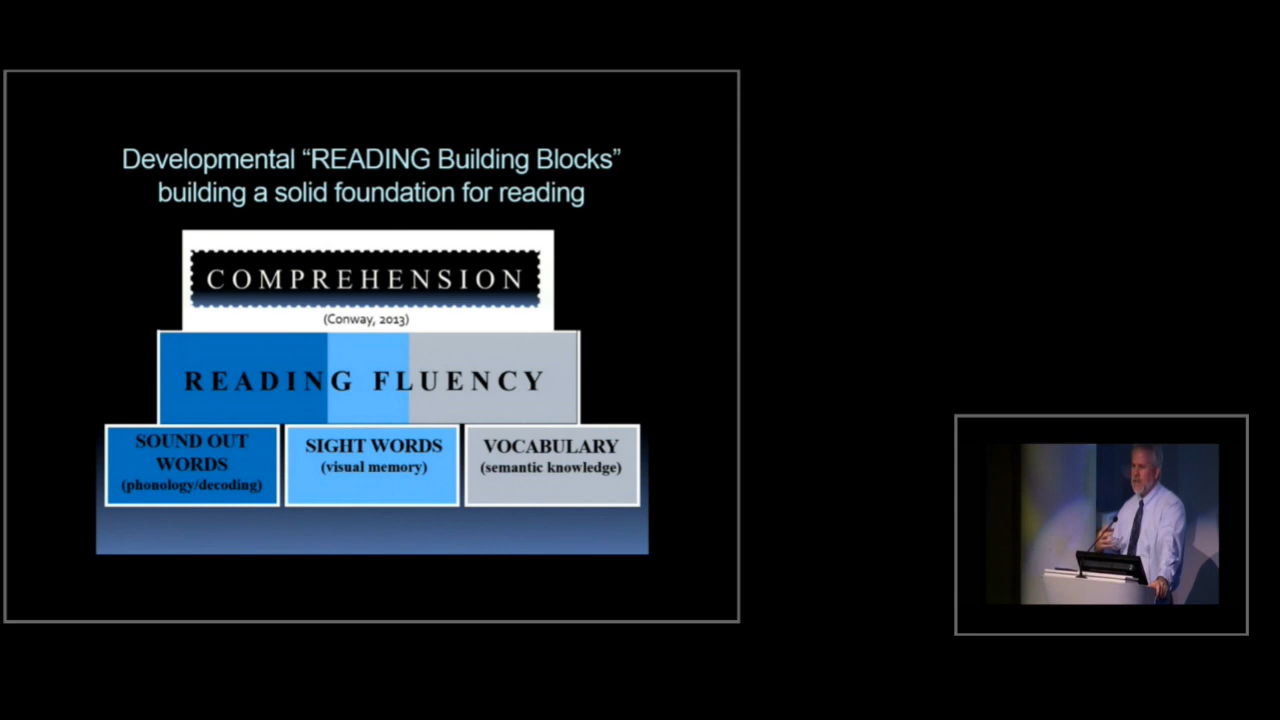 Developmental “READING Building Blocks”
building a solid foundation for reading
COMPREHENSION
(Conway, 2013)
READING FLUENCY
SOUND OUT
WORDS
(phonology/decoding)
SIGHT WORDS
(visual memory)
VOCABULARY
(semantic knowledge)